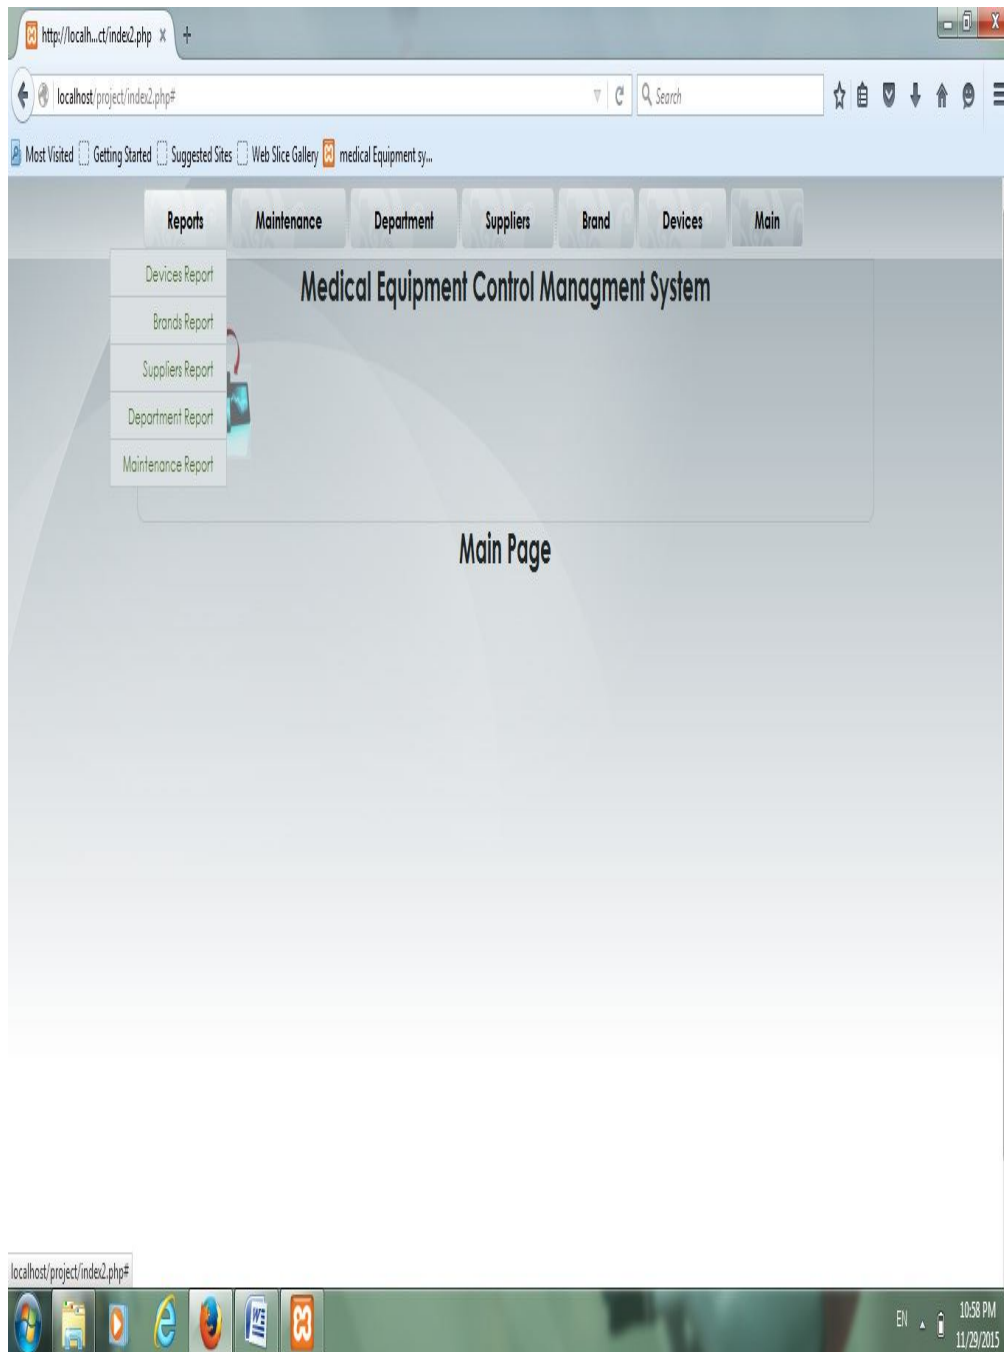 http://localh...ct/index2.php
localhost/project/index2.php#
Search
Most Visited Getting Started Suggested Sites Web Slice Gallery medical Equipment sy...
Reports Maintenance Department Suppliers Brand Devices Main
Devices Report
Brands Report
Suppliers Report
Department Report
Maintenance Report
Medical Equipment Control Managment System
Main Page
localhost/project/index2.php#
EN
10:58 PM
11/29/2015